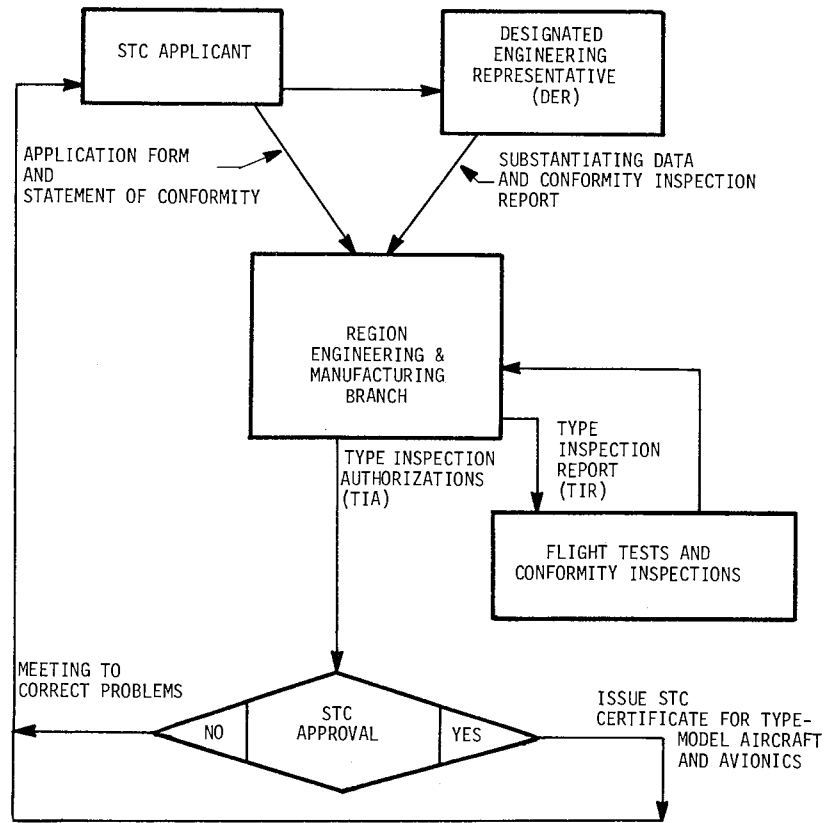 STC APPLICANT
DESIGNATED
ENGINEERING
REPRESENTATIVE
(DER)
APPLICATION FORM
AND
STATEMENT OF CONFORMITY
SUBSTANTIATING DATA
AND CONFORMITY INSPECTION
REPORT
REGION
ENGINEERING &
MANUFACTURING
BRANCH
TYPE INSPECTION
AUTHORIZATIONS
(TIA)
TYPE
INSPECTION
REPORT
(TIR)
FLIGHT TESTS AND
CONFORMITY INSPECTIONS
MEETING TO
CORRECT PROBLEMS
NO
STC
APPROVAL
YES
ISSUE STC
CERTIFICATE FOR TYPE-
MODEL AIRCRAFT
AND AVIONICS